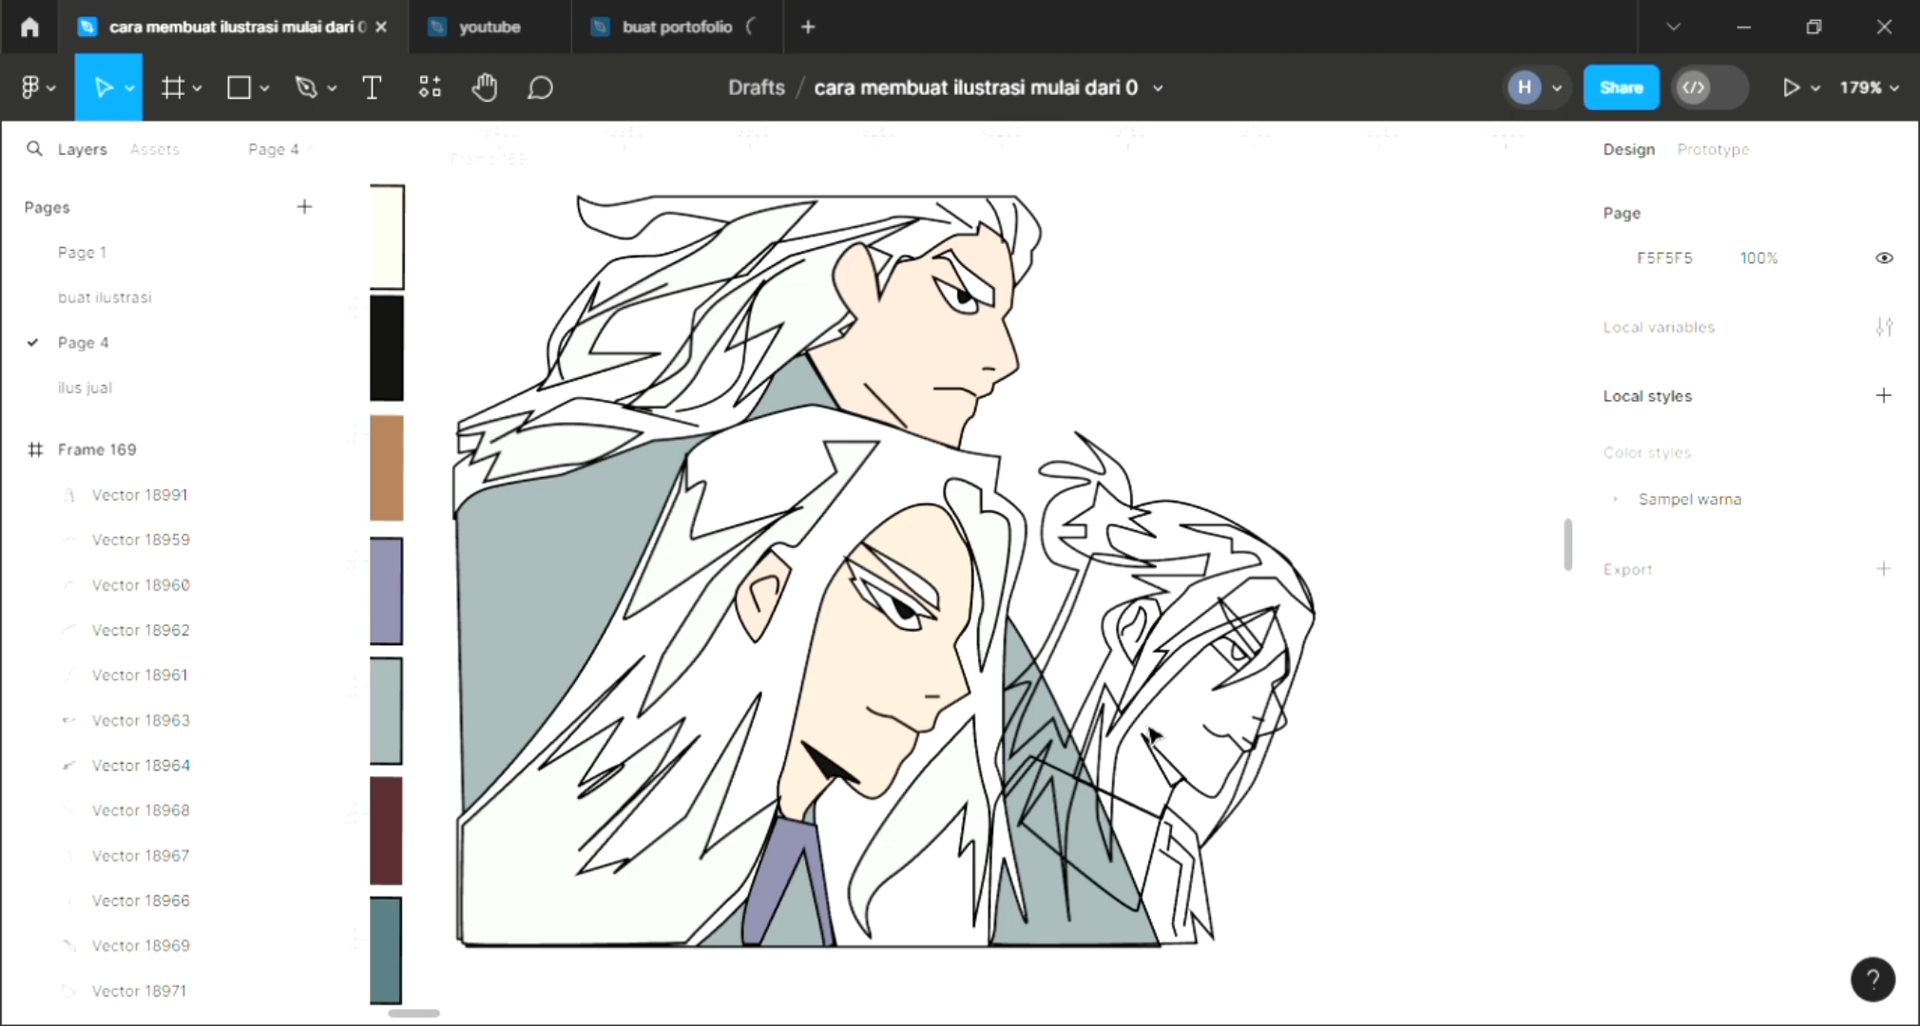 cara membuat ilustrasi mulai dari 0
youtube
buat portofolio (
Drafts / cara membuat ilustrasi mulai dari 0
H
Share
179%
Layers
Assets
Page 4
Frame 169
Design
Prototype
Pages
Page 1
buat ilustrasi
Page 4
ilus jual
Frame 169
Vector 18991
Vector 18959
Vector 18960
Vector 18962
Vector 18961
Vector 18963
Vector 18964
Vector 18968
Vector 18967
Vector 18966
Vector 18969
Vector 18971
Page
F5F5F5
100%
Local variables
Local styles
Color styles
Sampel warna
Export
?